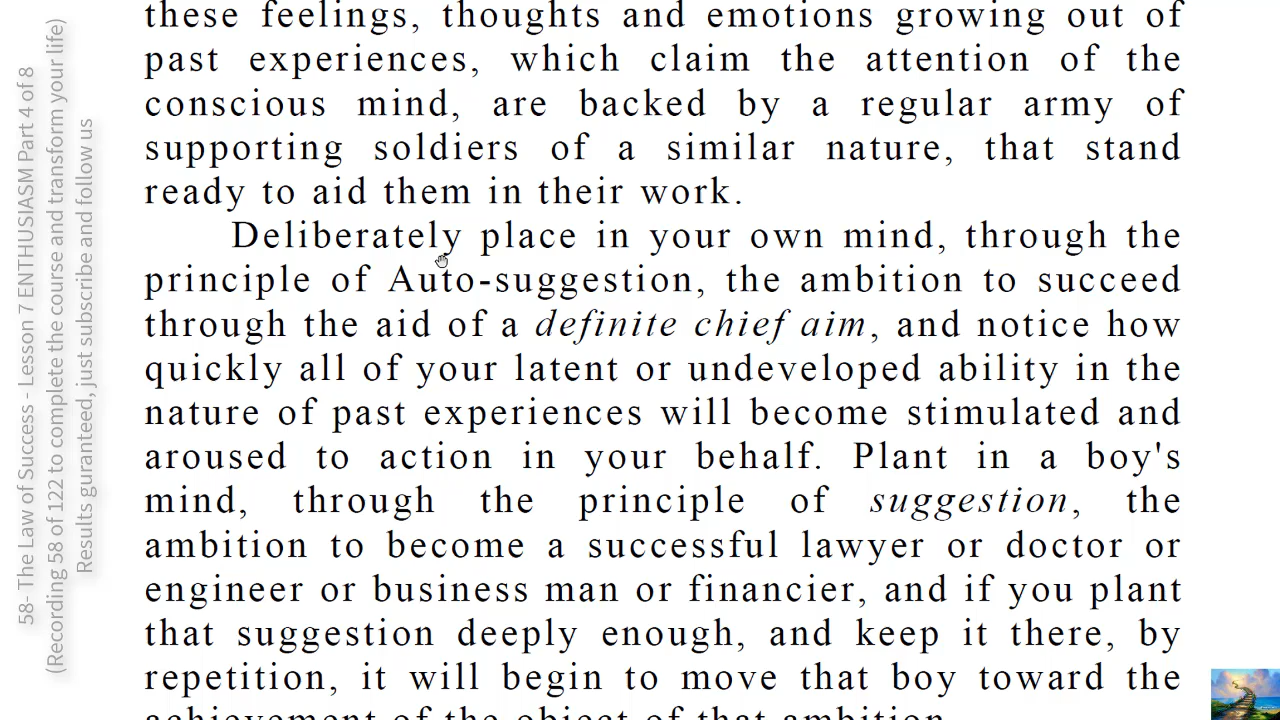 these feelings, thoughts and emotions growing out of
past experiences, which claim the attention of the
conscious mind, are backed by a regular army of
supporting soldiers of a similar nature, that stand
ready to aid them in their work.
Deliberately place in your own mind, through the
principle of Auto-suggestion, the ambition to succeed
through the aid of a definite chief aim, and notice how
quickly all of your latent or undeveloped ability in the
nature of past experiences will become stimulated and
aroused to action in your behalf. Plant in a boy's
mind, through the principle of suggestion, the
ambition to become a successful lawyer or doctor or
engineer or business man or financier, and if you plant
that suggestion deeply enough, and keep it there, by
repetition, it will begin to move that boy toward the
achievement of the object of that ambition.
58- The Law of Success - Lesson 7 ENTHUSIASM Part 4 of 8
(Recording 58 of 122 to complete the course and transform your life)
Results guranteed, just subscribe and follow us